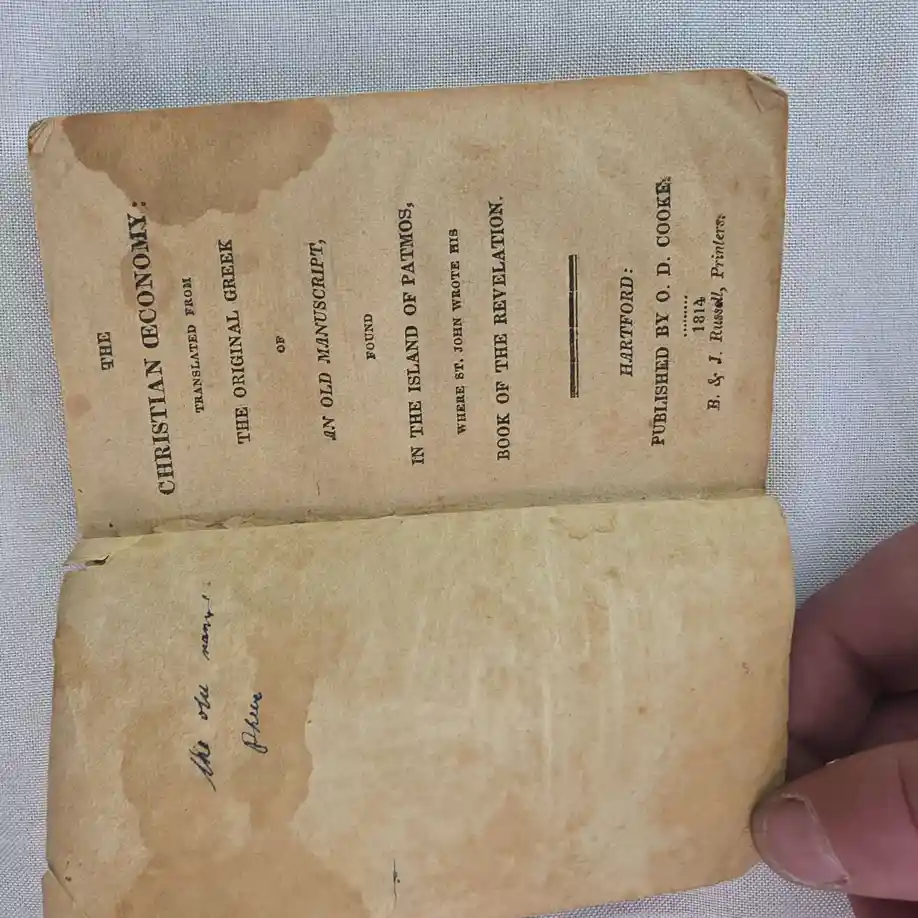 the
THE
CHRISTIAN ŒCONOMY:
TRANSLATED FROM
THE ORIGINAL GREEK
OF
AN OLD MANUSCRIPT,
FOUND
IN THE ISLAND OF PATMOS,
WHERE ST. JOHN WROTE HIS
BOOK OF THE REVELATION.
HARTFORD:
PUBLISHED BY O. D. COOKE.
1814
B. & J. Russell, Printers.